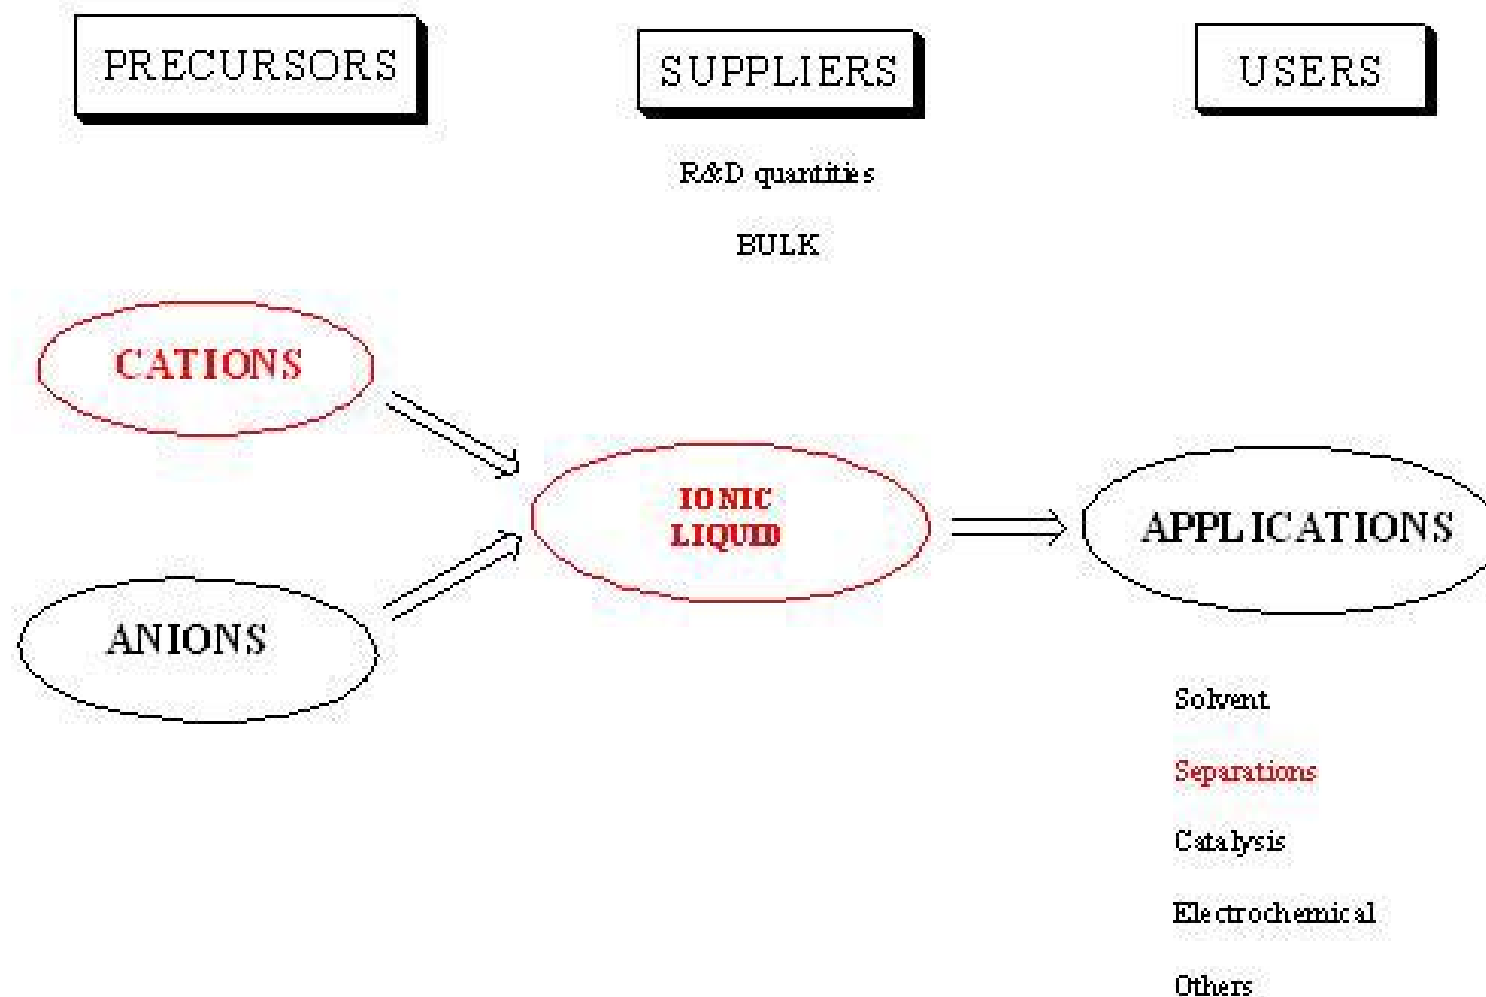 PRECURSORS
SUPPLIERS
USERS
R&D quantities
BULK
CATIONS
ANIONS
IONIC
LIQUID
APPLICATIONS
Solvent
Separations
Catalysis
Electrochemical
Others